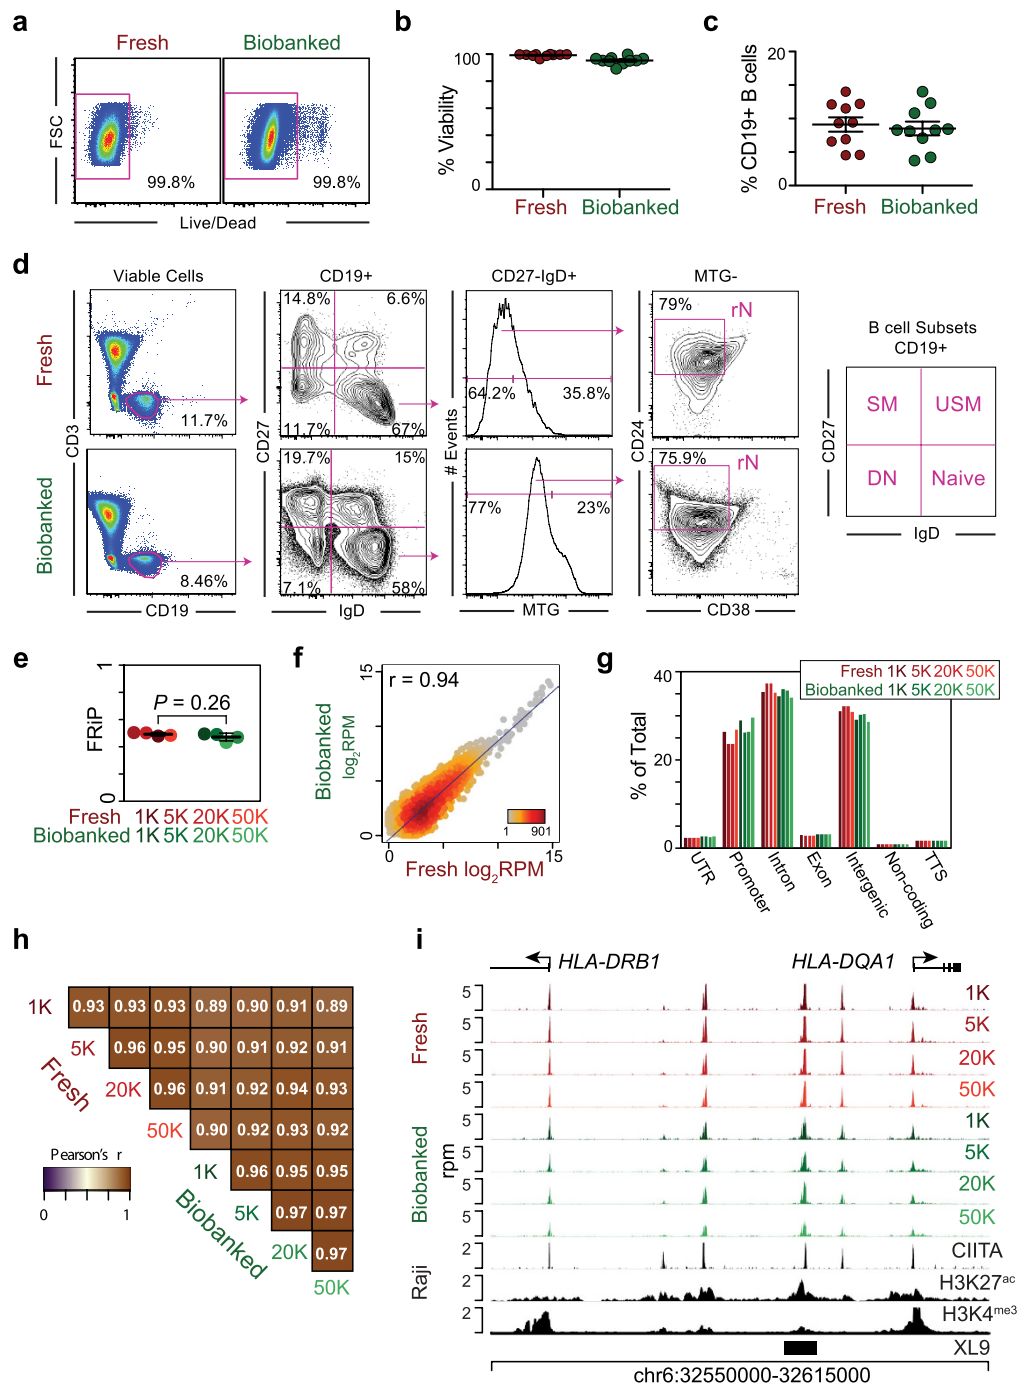 a
Fresh
Biobanked
FSC
99.8%
99.8%
Live/Dead
b
% Viability
100
0
Fresh
Biobanked
c
% CD19+ B cells
20
10
0
Fresh
Biobanked
d
Viable Cells
CD19+
CD27-IgD+
MTG-
Fresh
CD3
11.7%
CD27
14.8%
6.6%
11.7%
67%
# Events
64.2%
35.8%
CD24
79%
rN
B cell Subsets
CD19+
CD27
SM
USM
DN
Naive
IgD
Biobanked
8.46%
19.7%
15%
7.1%
58%
77%
23%
75.9%
rN
CD19
IgD
MTG
CD38
e
FRiP
1
0
P = 0.26
Fresh 1K 5K 20K 50K
Biobanked 1K 5K 20K 50K
f
Biobanked
log2RPM
15
0
r = 0.94
1 901
0 15
Fresh log2RPM
g
% of Total
40
20
0
Fresh 1K 5K 20K 50K
Biobanked 1K 5K 20K 50K
UTR
Promoter
Intron
Exon
Intergenic
Non-coding
TTS
h
1K 0.93 0.93 0.93 0.89 0.90 0.91 0.89
5K 0.96 0.95 0.90 0.91 0.92 0.91
20K 0.96 0.91 0.92 0.94 0.93
50K 0.90 0.92 0.93 0.92
1K 0.96 0.95 0.95
5K 0.97 0.97
20K 0.97
50K
Fresh
Biobanked
Pearson's r
0 1
i
HLA-DRB1
HLA-DQA1
Fresh
Biobanked
rpm
Raji
5 1K
5 5K
5 20K
5 50K
5 1K
5 5K
5 20K
5 50K
2 CIITA
2 H3K27ac
2 H3K4me3
XL9
chr6:32550000-32615000